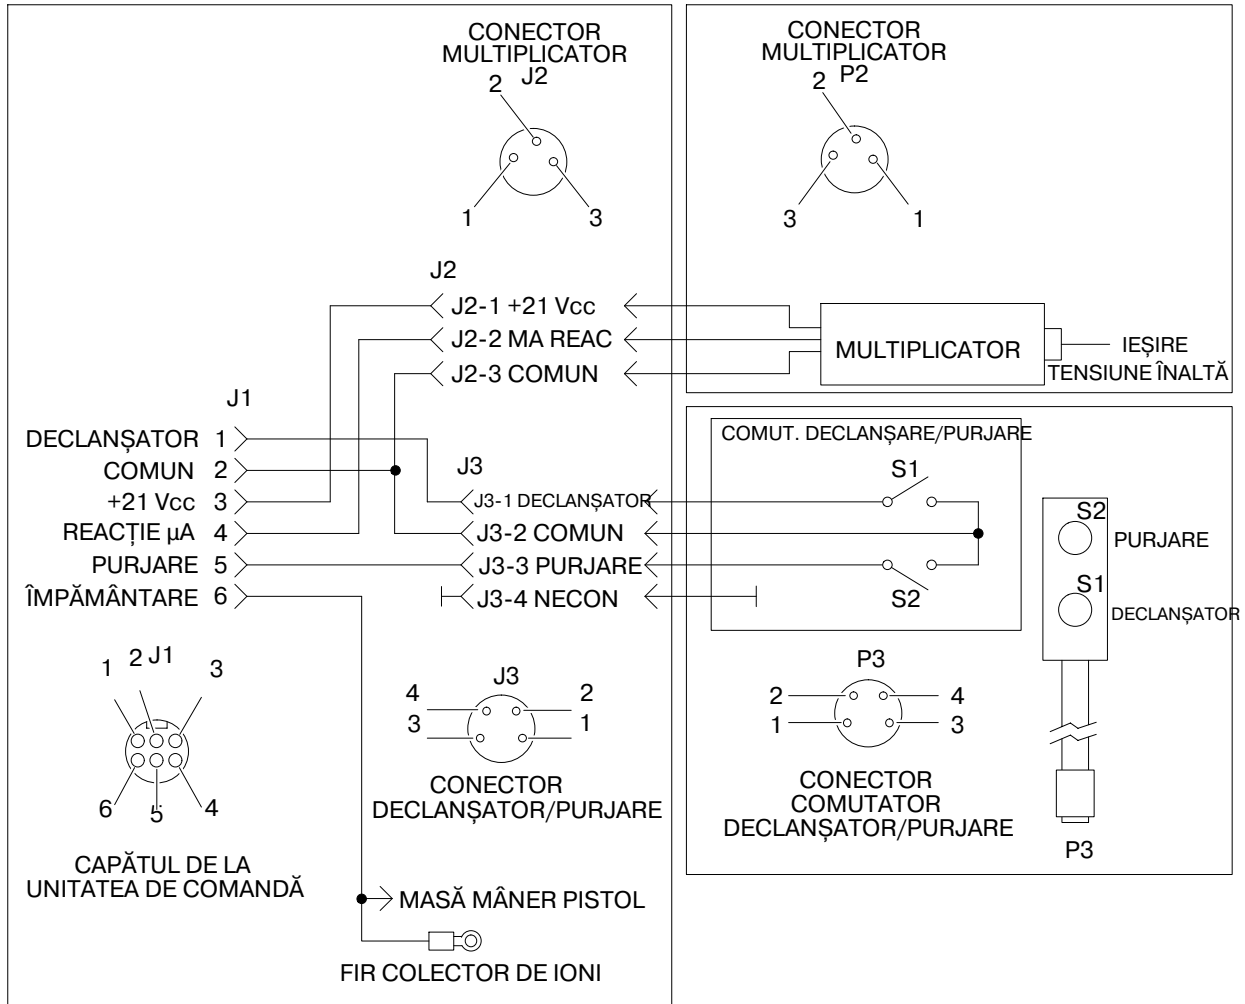 CONECTOR
MULTIPLICATOR
J2
2
1
3
CONECTOR
MULTIPLICATOR
P2
2
3
1
J2
J2-1 +21 Vcc
J2-2 MA REAC
J2-3 COMUN
MULTIPLICATOR
IEȘIRE
TENSIUNE ÎNALTĂ
J1
DECLANȘATOR 1
COMUN 2
+21 Vcc 3
REACȚIE µA 4
PURJARE 5
ÎMPĂMÂNTARE 6
J3
J3-1 DECLANȘATOR
J3-2 COMUN
J3-3 PURJARE
J3-4 NECON
COMUT. DECLANȘARE/PURJARE
S1
S2
S2
PURJARE
S1
DECLANȘATOR
P3
1 2 J1 3
6 5 4
CAPĂTUL DE LA
UNITATEA DE COMANDĂ
J3
4 2
3 1
CONECTOR
DECLANȘATOR/PURJARE
P3
2 4
1 3
CONECTOR
COMUTATOR
DECLANȘATOR/PURJARE
MASĂ MÂNER PISTOL
FIR COLECTOR DE IONI